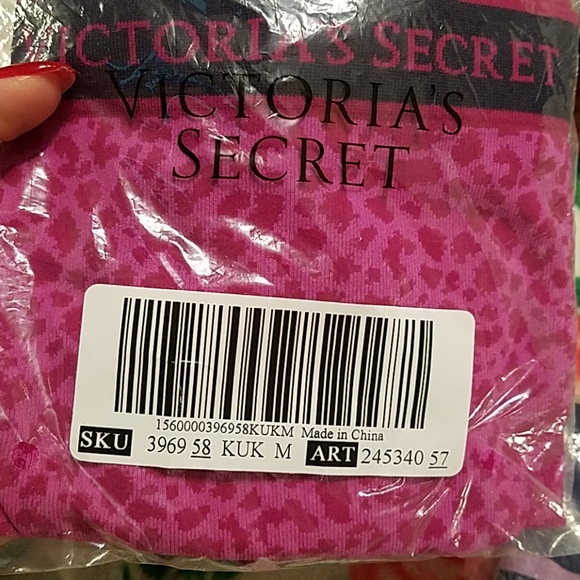 VICTORIA'S SECRET
VICTORIA'S
SECRET
1560000396958KUKM Made in China
SKU 3969 58 KUK M ART 245340 57